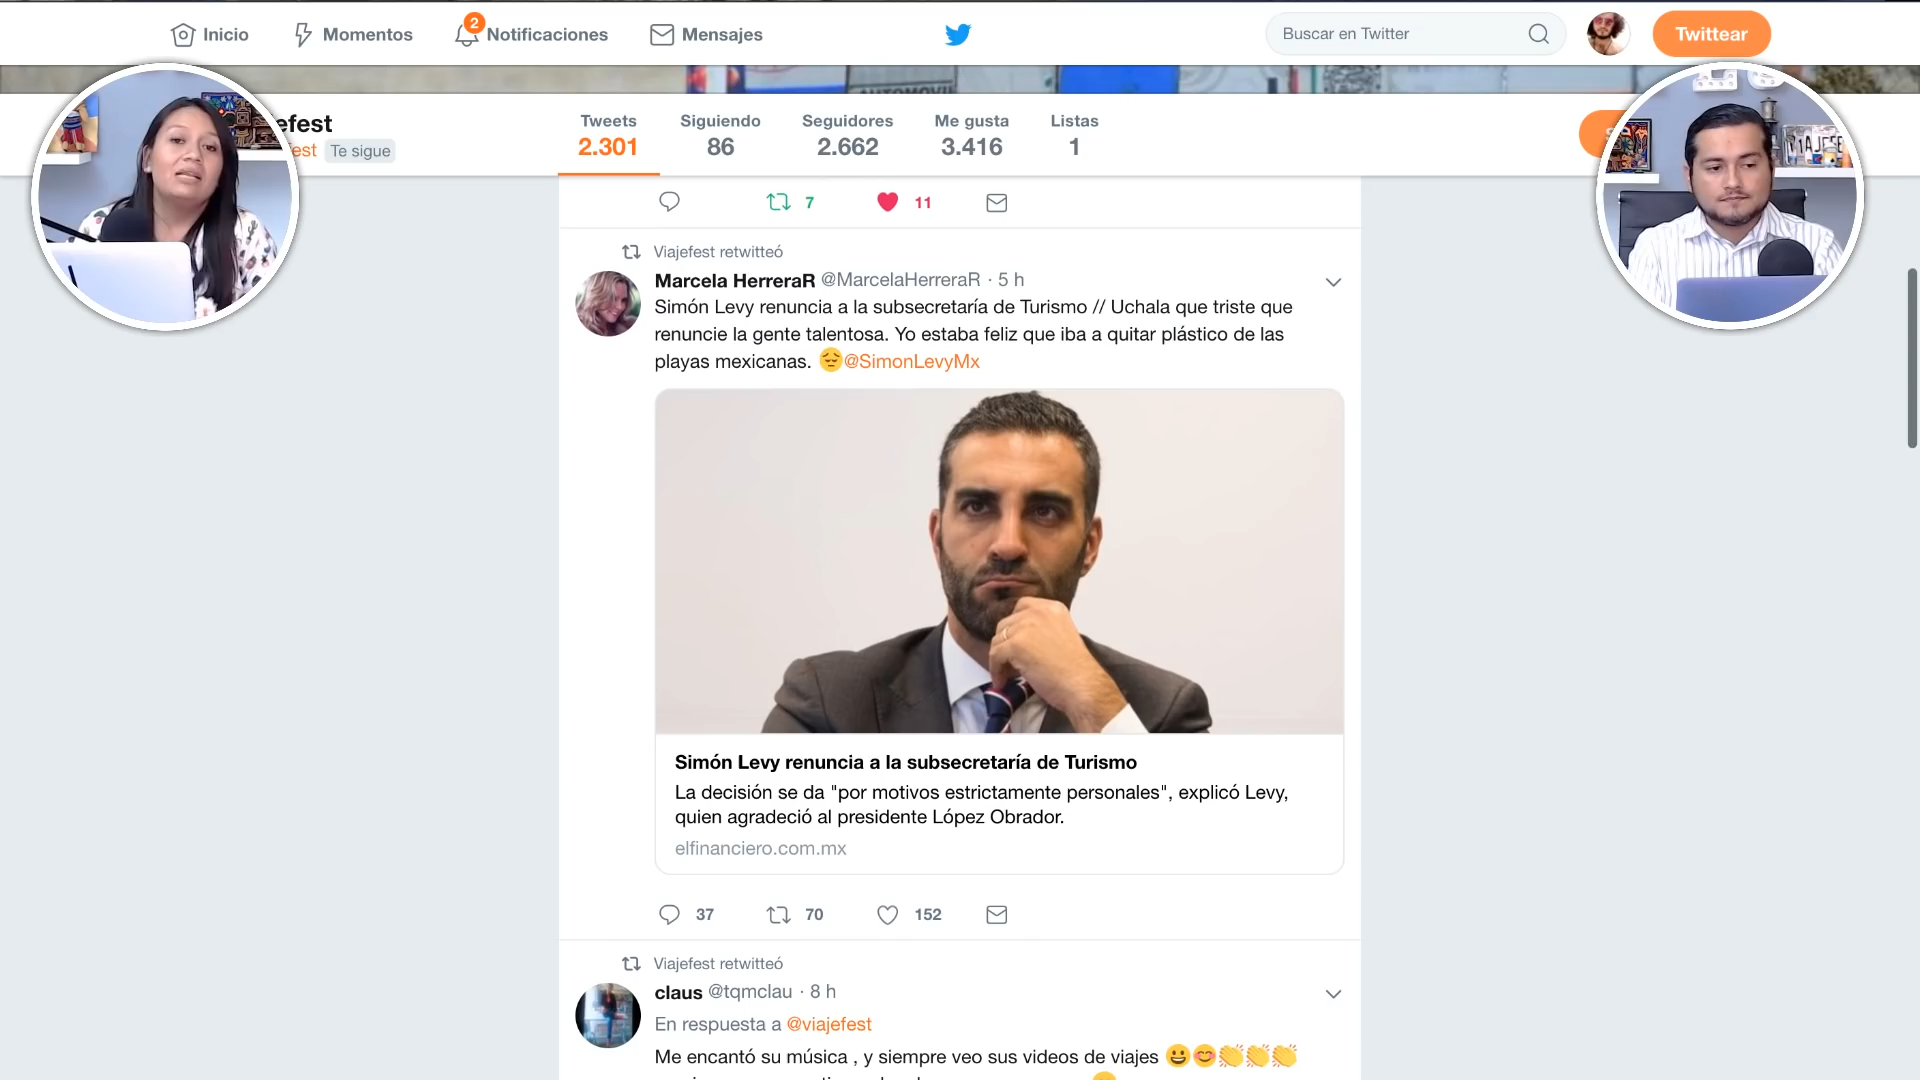 Inicio
Momentos
2
Notificaciones
Mensajes
Buscar en Twitter
Twittear
AUTOMOVIL
efest
est
Te sigue
Tweets
2.301
Siguiendo
86
Seguidores
2.662
Me gusta
3.416
Listas
1
VIAJESE
7
11
Viajefest retwitteó
Marcela HerreraR @MarcelaHerreraR · 5 h
Simón Levy renuncia a la subsecretaría de Turismo // Uchala que triste que
renuncie la gente talentosa. Yo estaba feliz que iba a quitar plástico de las
playas mexicanas. 😔@SimonLevyMx
Simón Levy renuncia a la subsecretaría de Turismo
La decisión se da "por motivos estrictamente personales", explicó Levy,
quien agradeció al presidente López Obrador.
elfinanciero.com.mx
37
70
152
Viajefest retwitteó
claus @tqmclau · 8 h
En respuesta a @viajefest
Me encantó su música , y siempre veo sus videos de viajes 😀😊👏👏👏